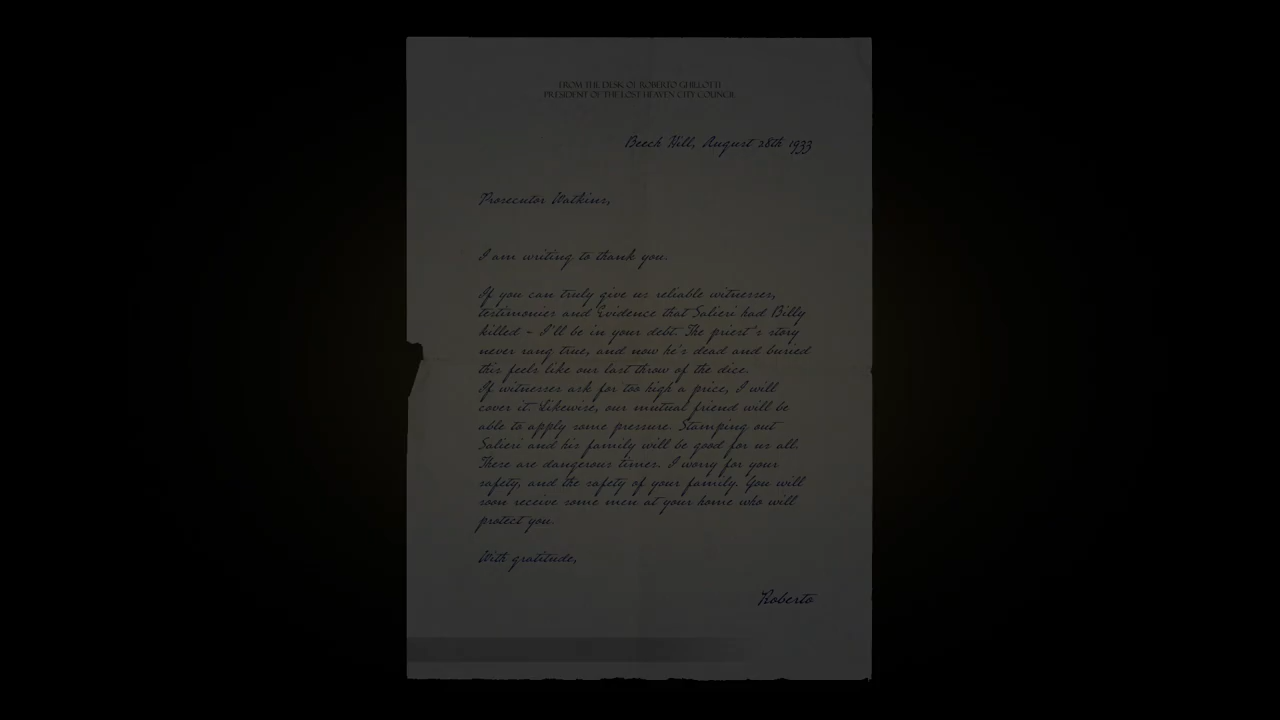 FROM THE DESK OF ROBERTO GHILLOTTI
PRESIDENT OF THE LOST HEAVEN CITY COUNCIL
Beech Hill, August 28th 1933
Prosecutor Watkins,
I am writing to thank you.
If you can truly give us reliable witnesses,
testimonies and Evidence that Salieri had Billy
killed - I'll be in your debt. The priest's story
never rang true, and now he's dead and buried
this feels like our last throw of the dice.
If witnesses ask for too high a price, I will
cover it. Likewise, our mutual friend will be
able to apply some pressure. Stamping out
Salieri and his family will be good for us all.
These are dangerous times. I worry for your
safety, and the safety of your family. You will
soon receive some men at your home who will
protect you.
With gratitude,
Roberto